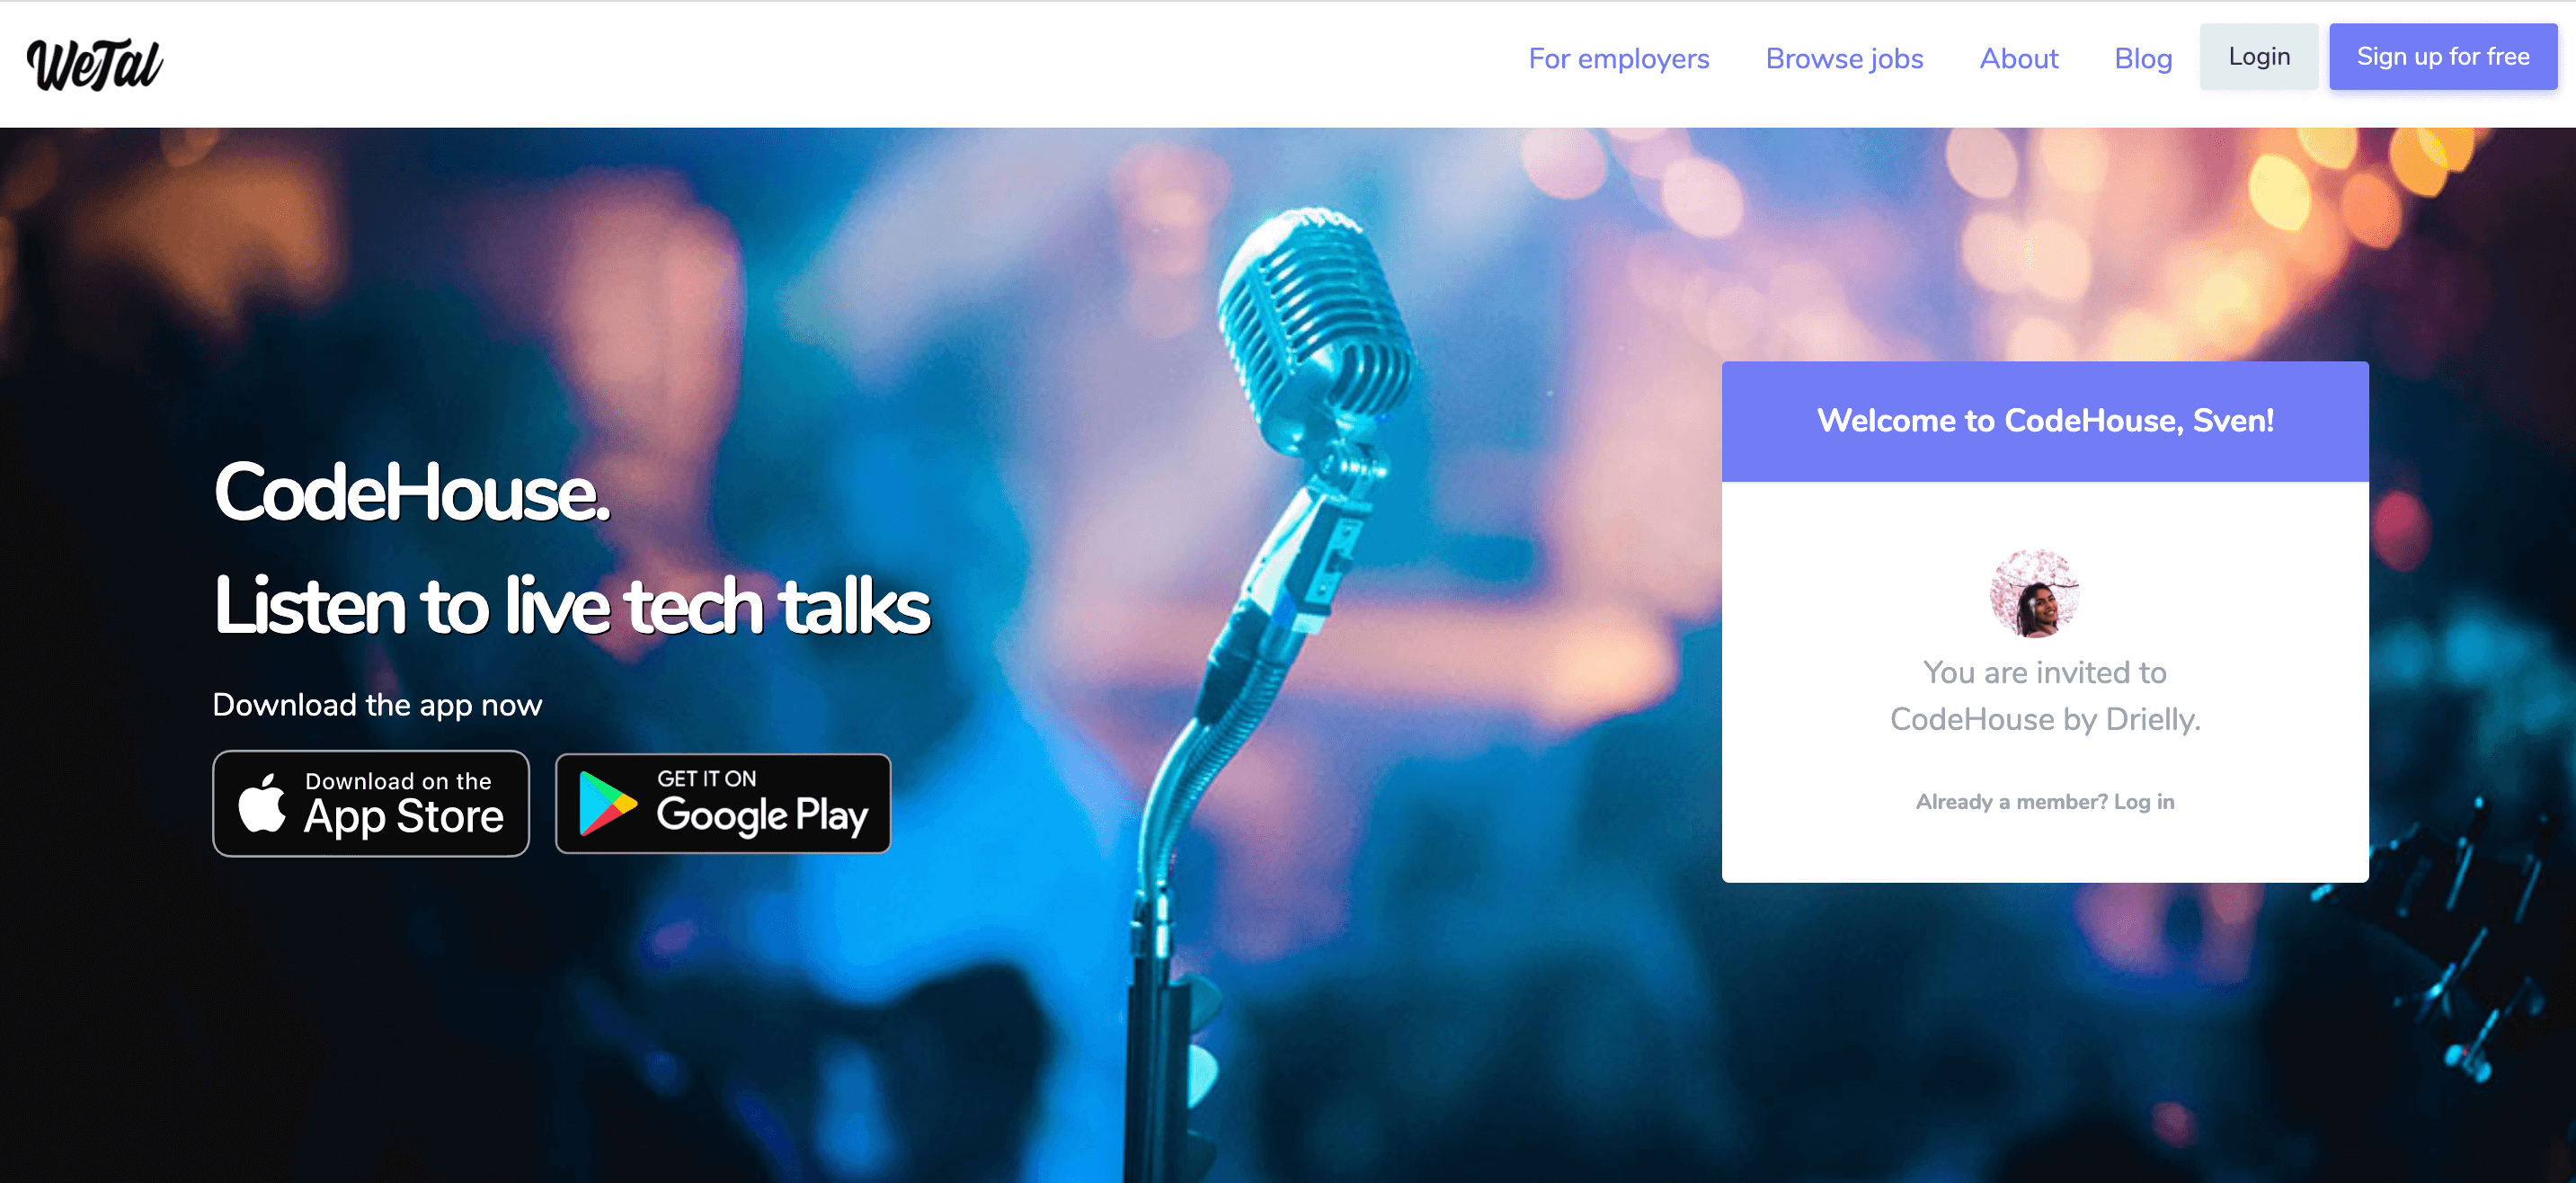 WeTal
For employers
Browse jobs
About
Blog
Login
Sign up for free
CodeHouse.
Listen to live tech talks
Download the app now
Download on the
App Store
GET IT ON
Google Play
Welcome to CodeHouse, Sven!
You are invited to
CodeHouse by Drielly.
Already a member? Log in